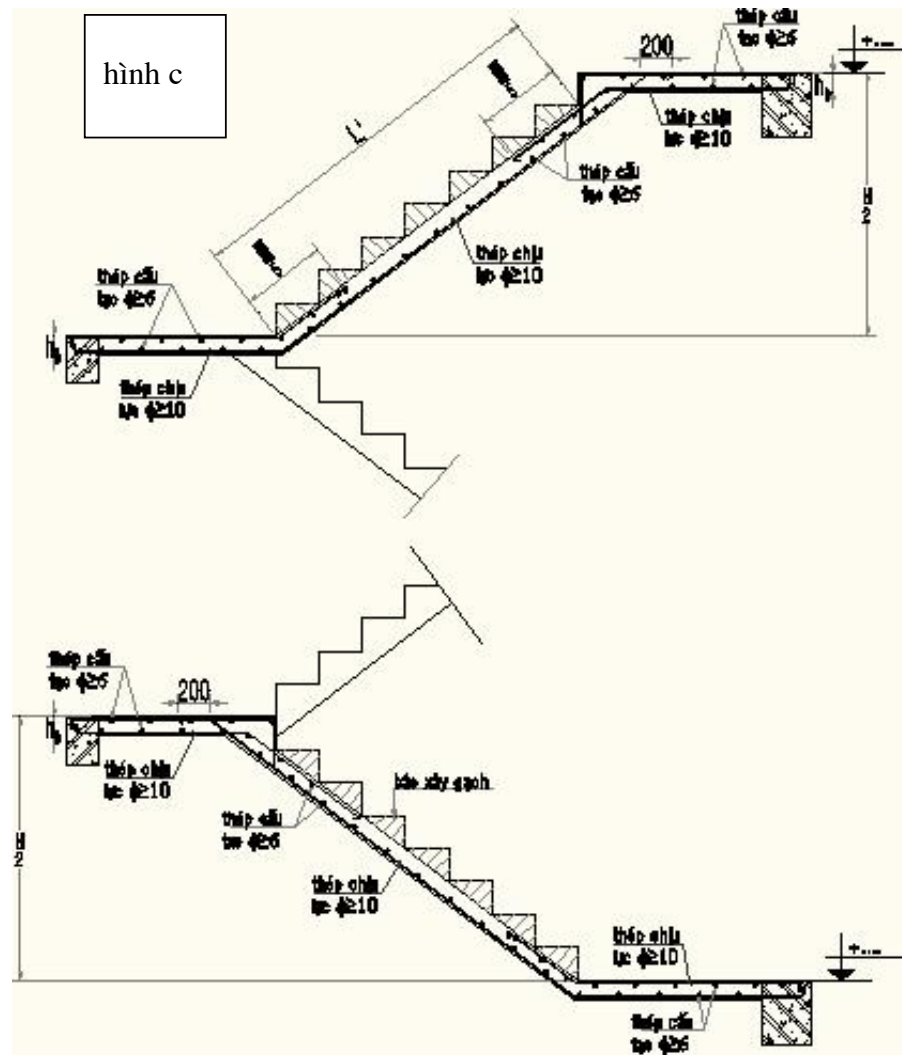 hình c
thép cấu
tạo ϕ≥6
200
+....
h
thép chịu
lực ϕ≥10
thép cấu
tạo ϕ≥6
H
2
L'
thép chịu
lực ϕ≥10
thép cấu
tạo ϕ≥6
h
thép chịu
lực ϕ≥10
thép cấu
tạo ϕ≥6
200
h
thép chịu
lực ϕ≥10
bậc xây gạch
thép cấu
tạo ϕ≥6
H
2
thép chịu
lực ϕ≥10
thép chịu
lực ϕ≥10
+....
thép cấu
tạo ϕ≥6